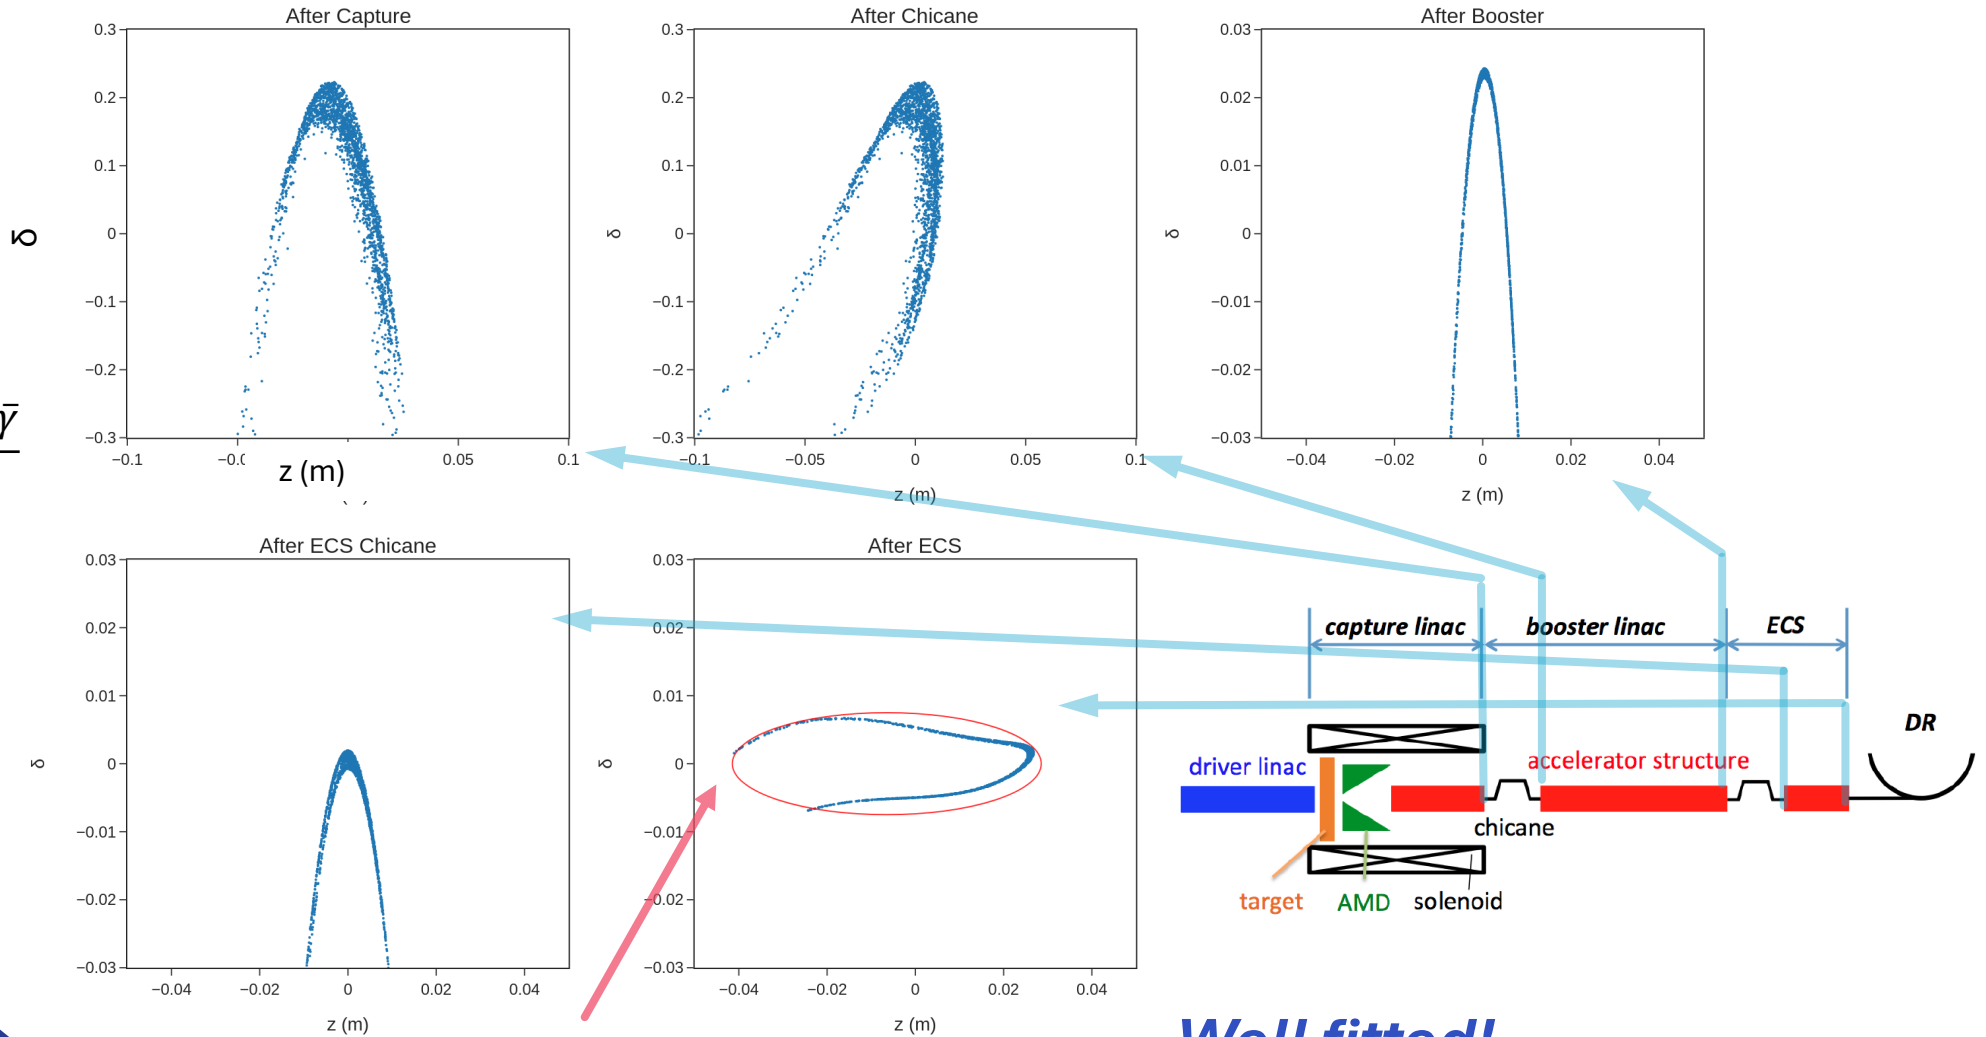 After Capture
0.3
0.2
0.1
0
−0.1
−0.2
−0.3
δ
γ̄
−0.1
0.05
0.1
z (m)
After Chicane
0.3
0.2
0.1
0
−0.1
−0.2
−0.3
δ
−0.1
−0.05
0
0.05
0.1
z (m)
After Booster
0.03
0.02
0.01
0
−0.01
−0.02
−0.03
δ
−0.04
−0.02
0
0.02
0.04
z (m)
After ECS Chicane
0.03
0.02
0.01
0
−0.01
−0.02
−0.03
δ
−0.04
−0.02
0
0.02
0.04
z (m)
After ECS
0.03
0.02
0.01
0
−0.01
−0.02
−0.03
δ
−0.04
−0.02
0
0.02
0.04
z (m)
capture linac
booster linac
ECS
DR
driver linac
accelerator structure
chicane
target
AMD
solenoid
Well fitted!